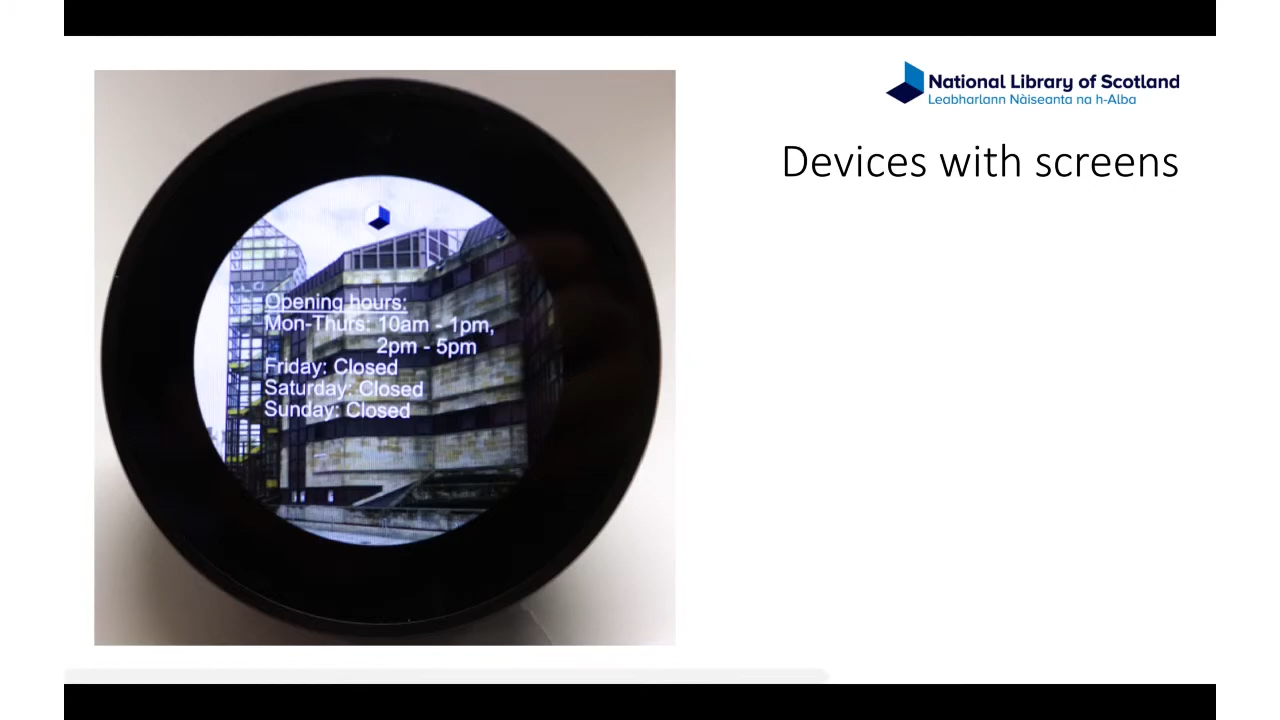 National Library of Scotland
Leabharlann Nàiseanta na h-Alba
Devices with screens
Opening hours:
Mon-Thurs: 10am - 1pm,
2pm - 5pm
Friday: Closed
Saturday: Closed
Sunday: Closed